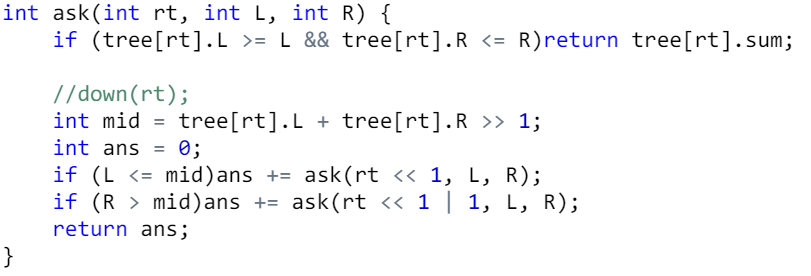 int ask(int rt, int L, int R) {
    if (tree[rt].L >= L && tree[rt].R <= R)return tree[rt].sum;

    //down(rt);
    int mid = tree[rt].L + tree[rt].R >> 1;
    int ans = 0;
    if (L <= mid)ans += ask(rt << 1, L, R);
    if (R > mid)ans += ask(rt << 1 | 1, L, R);
    return ans;
}